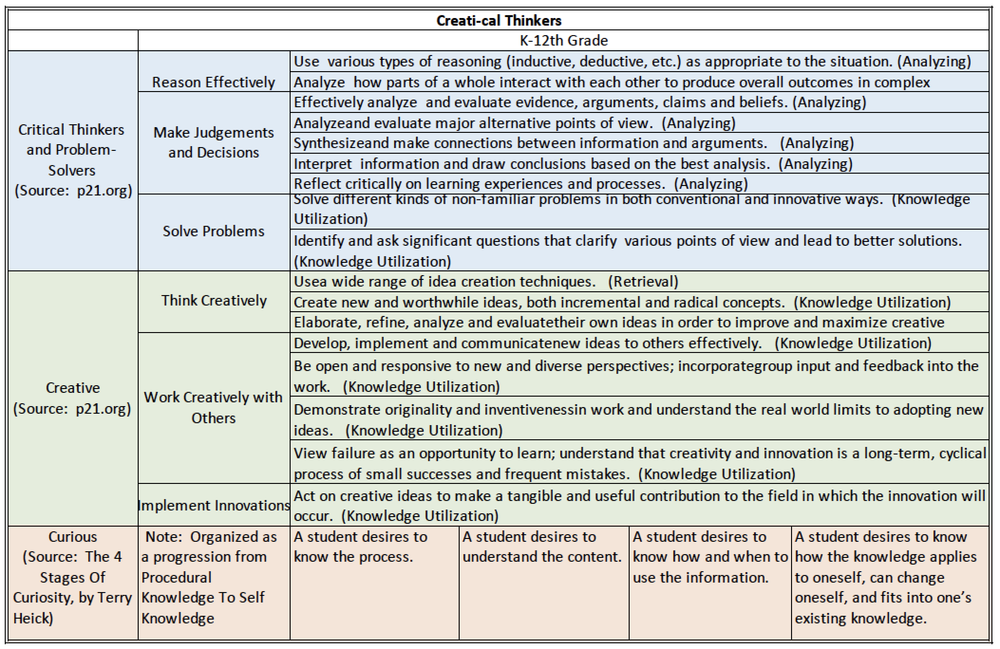 Creati-cal Thinkers
K-12th Grade
Critical Thinkers
and Problem-
Solvers
(Source:  p21.org)
Reason Effectively
Use  various types of reasoning (inductive, deductive, etc.) as appropriate to the situation. (Analyzing)
Analyze  how parts of a whole interact with each other to produce overall outcomes in complex
Make Judgements
and Decisions
Effectively analyze  and evaluate evidence, arguments, claims and beliefs. (Analyzing)
Analyzeand evaluate major alternative points of view.  (Analyzing)
Synthesizeand make connections between information and arguments.   (Analyzing)
Interpret  information and draw conclusions based on the best analysis.  (Analyzing)
Reflect critically on learning experiences and processes.  (Analyzing)
Solve Problems
Solve different kinds of non-familiar problems in both conventional and innovative ways.  (Knowledge
Utilization)
Identify and ask significant questions that clarify  various points of view and lead to better solutions.
(Knowledge Utilization)
Creative
(Source:  p21.org)
Think Creatively
Usea wide range of idea creation techniques.   (Retrieval)
Create new and worthwhile ideas, both incremental and radical concepts.  (Knowledge Utilization)
Elaborate, refine, analyze and evaluatetheir own ideas in order to improve and maximize creative
Work Creatively with
Others
Develop, implement and communicatenew ideas to others effectively.   (Knowledge Utilization)
Be open and responsive to new and diverse perspectives; incorporategroup input and feedback into the
work.   (Knowledge Utilization)
Demonstrate originality and inventivenessin work and understand the real world limits to adopting new
ideas.   (Knowledge Utilization)
View failure as an opportunity to learn; understand that creativity and innovation is a long-term, cyclical
process of small successes and frequent mistakes.  (Knowledge Utilization)
Implement Innovations
Act on creative ideas to make a tangible and useful contribution to the field in which the innovation will
occur.  (Knowledge Utilization)
Curious
(Source:  The 4
Stages Of
Curiosity, by Terry
Heick)
Note:  Organized as
a progression from
Procedural
Knowledge To Self
Knowledge
A student desires to
know the process.
A student desires to
understand the content.
A student desires to
know how and when to
use the information.
A student desires to know
how the knowledge applies
to oneself, can change
oneself, and fits into one’s
existing knowledge.